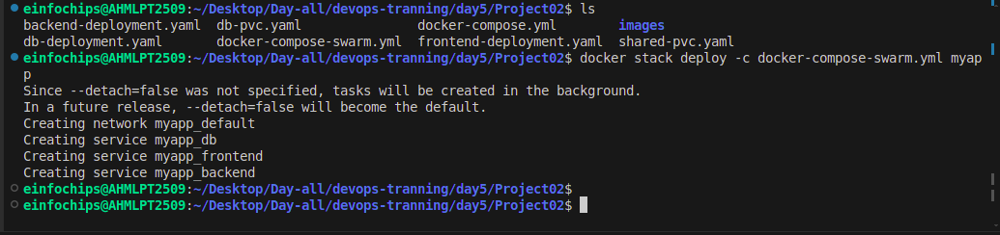 einfochips@AHMLPT2509:~/Desktop/Day-all/devops-tranning/day5/Project02$ ls
backend-deployment.yaml  db-pvc.yaml               docker-compose.yml        images
db-deployment.yaml       docker-compose-swarm.yml  frontend-deployment.yaml  shared-pvc.yaml
einfochips@AHMLPT2509:~/Desktop/Day-all/devops-tranning/day5/Project02$ docker stack deploy -c docker-compose-swarm.yml myap
p
Since --detach=false was not specified, tasks will be created in the background.
In a future release, --detach=false will become the default.
Creating network myapp_default
Creating service myapp_db
Creating service myapp_frontend
Creating service myapp_backend
einfochips@AHMLPT2509:~/Desktop/Day-all/devops-tranning/day5/Project02$
einfochips@AHMLPT2509:~/Desktop/Day-all/devops-tranning/day5/Project02$